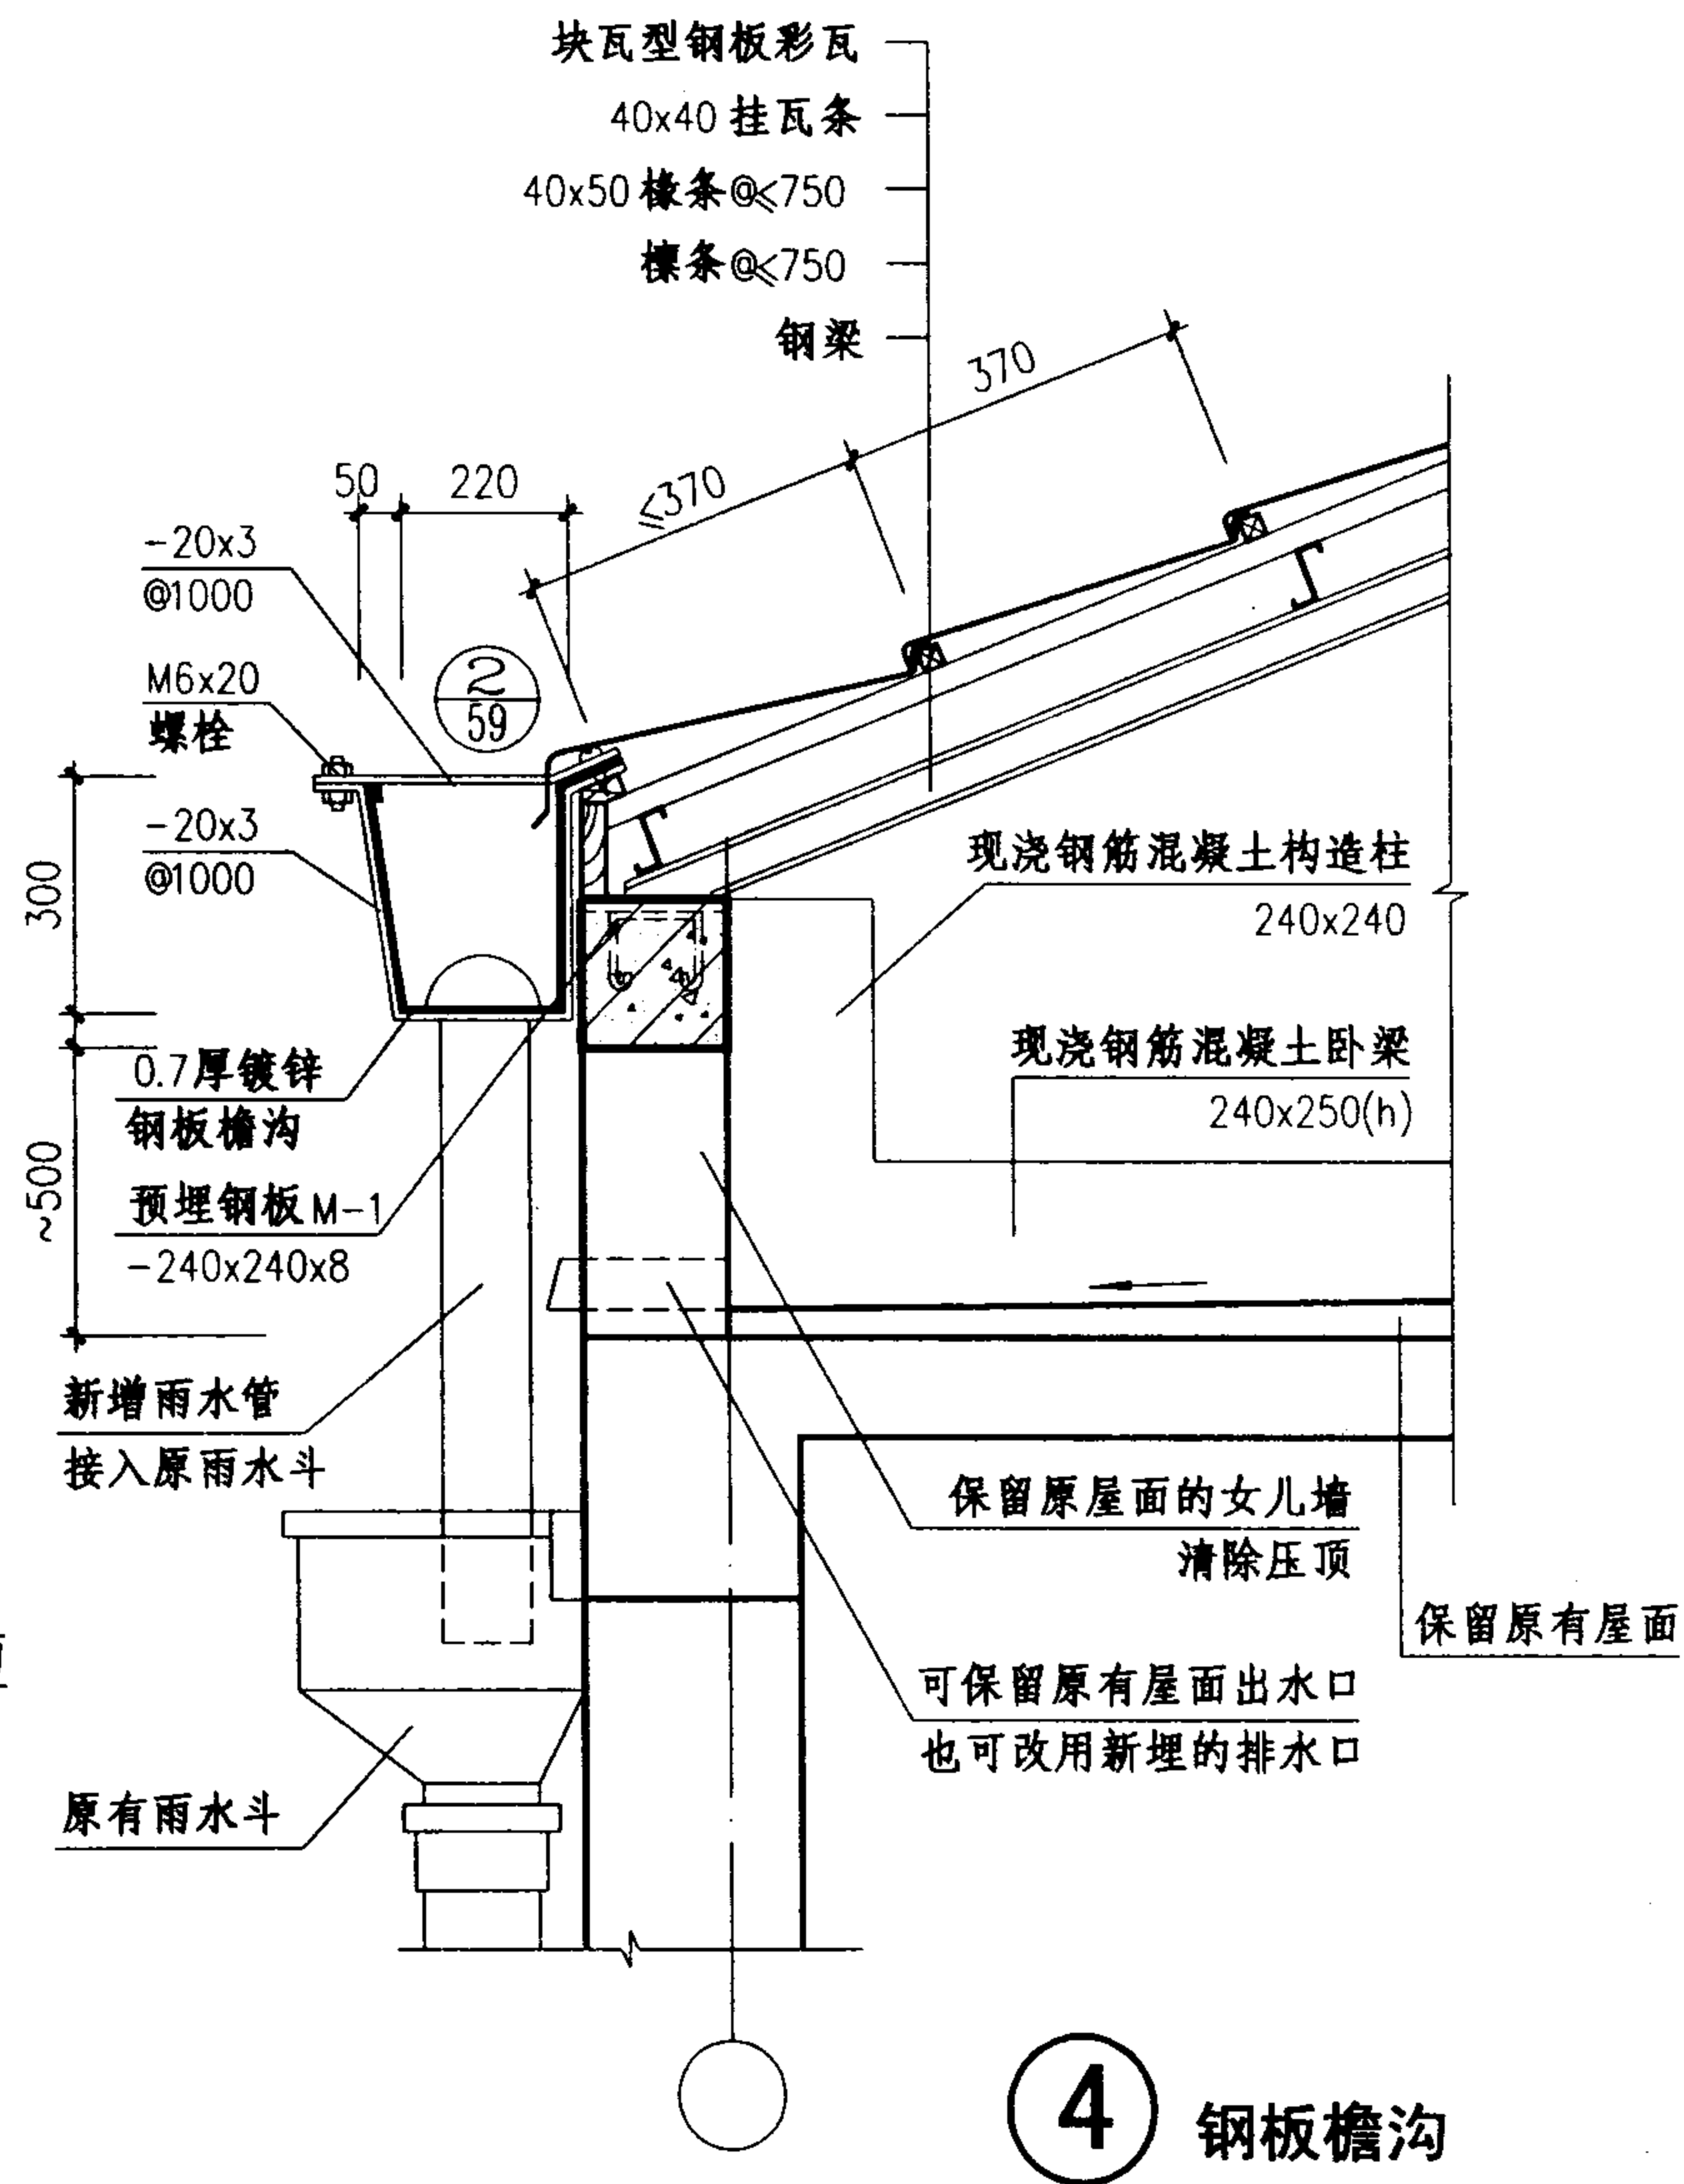 块瓦型钢板彩瓦
40x40 挂瓦条
40x50 椽条@≤750
檩条@≤750
钢梁
370
≤370
50
220
-20x3
@1000
2
59
M6x20
螺栓
-20x3
@1000
300
现浇钢筋混凝土构造柱
240x240
现浇钢筋混凝土卧梁
240x250(h)
0.7厚镀锌
钢板檐沟
~500
预埋钢板M-1
-240x240x8
新增雨水管
接入原雨水斗
保留原屋面的女儿墙
清除压顶
保留原有屋面
可保留原有屋面出水口
也可改用新埋的排水口
原有雨水斗
4
钢板檐沟